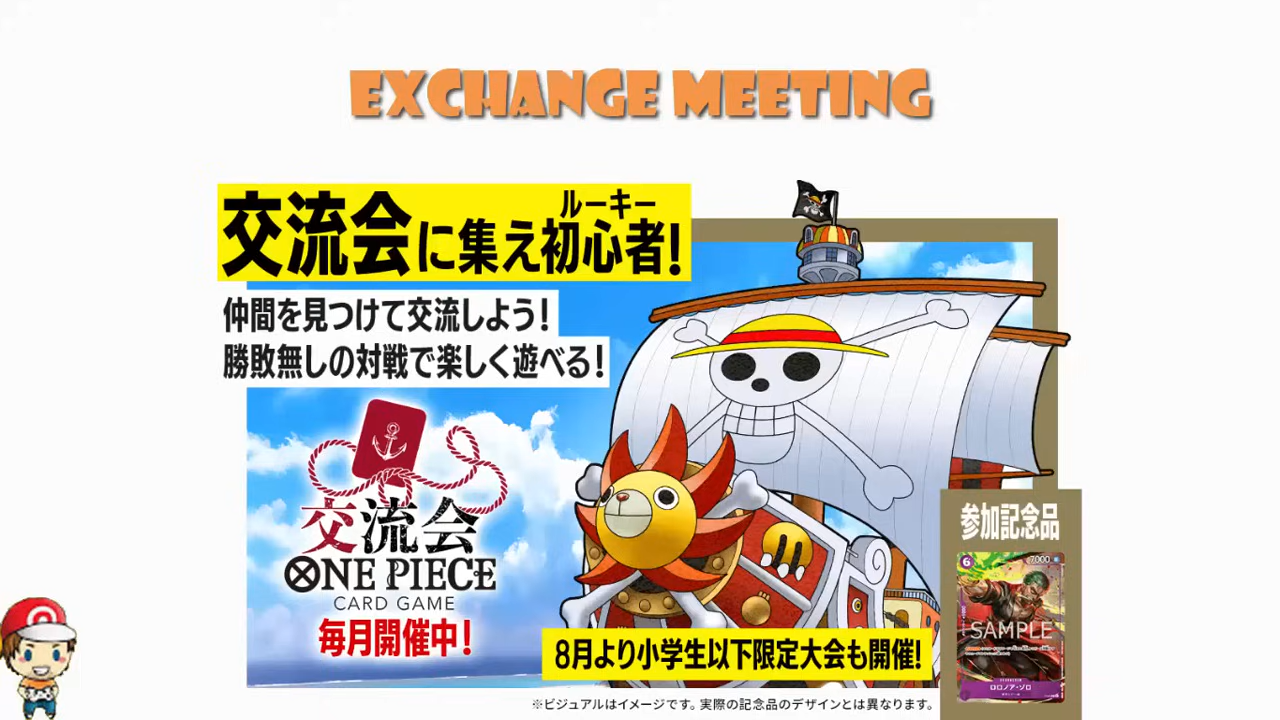 EXCHANGE MEETING
ルーキー
交流会に集え初心者!
仲間を見つけて交流しよう!
勝敗無しの対戦で楽しく遊べる!
交流会
ONE PIECE
CARD GAME
毎月開催中!
8月より小学生以下限定大会も開催!
参加記念品
6
7000
SAMPLE
ロロノア・ゾロ
※ビジュアルはイメージです。実際の記念品のデザインとは異なります。